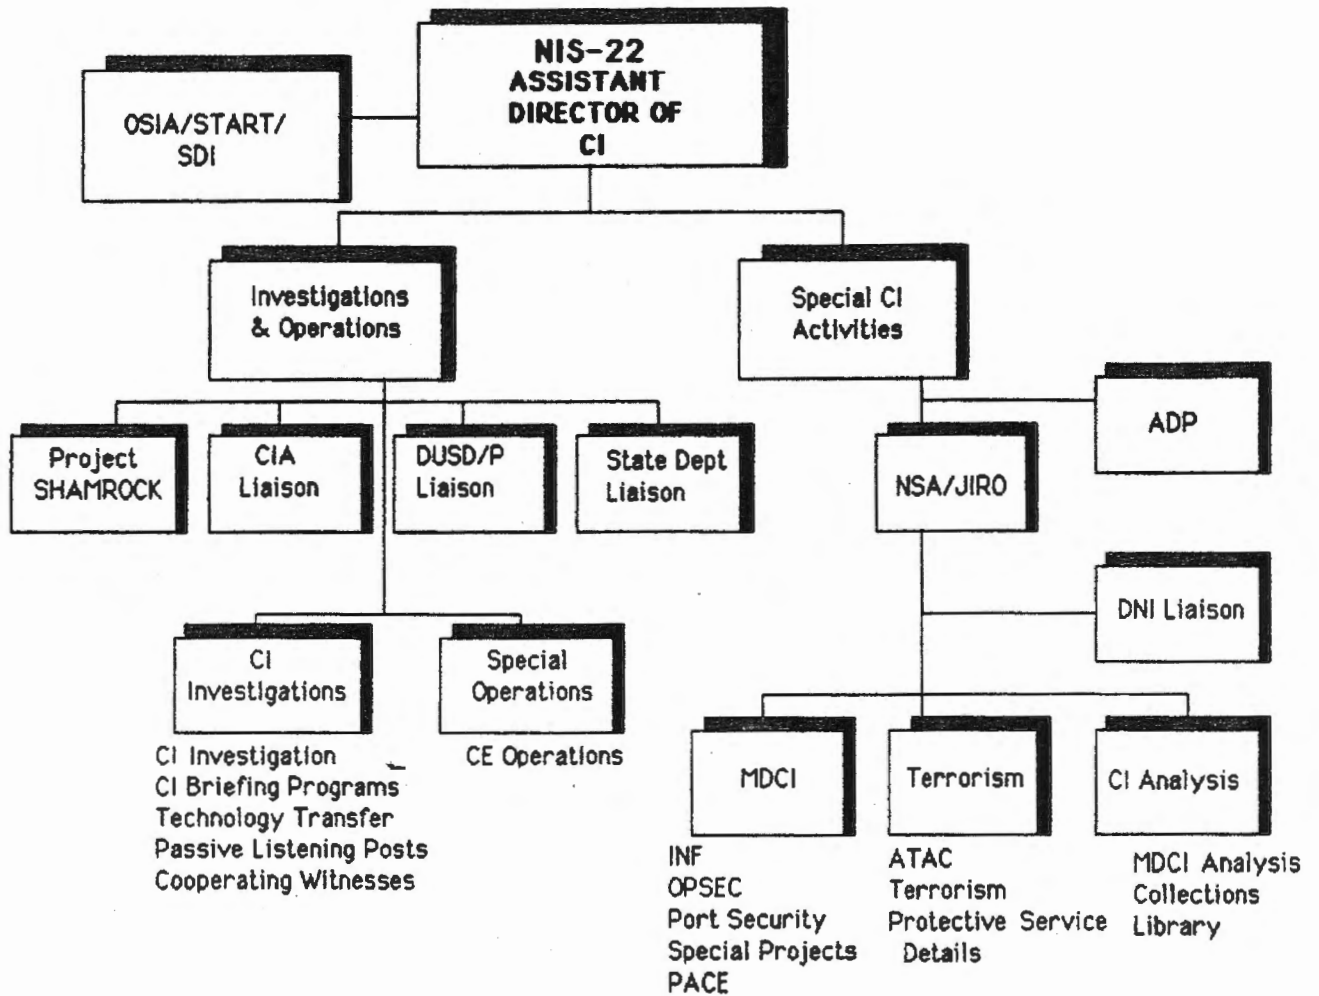 NIS-22
ASSISTANT
DIRECTOR OF
CI
OSIA/START/
SDI
Investigations
& Operations
Special CI
Activities
ADP
Project
SHAMROCK
CIA
Liaison
DUSD/P
Liaison
State Dept
Liaison
NSA/JIRO
DNI Liaison
CI
Investigations
Special
Operations
CI Investigation
CI Briefing Programs
Technology Transfer
Passive Listening Posts
Cooperating Witnesses
CE Operations
MDCI
Terrorism
CI Analysis
INF
OPSEC
Port Security
Special Projects
PACE
ATAC
Terrorism
Protective Service
Details
MDCI Analysis
Collections
Library